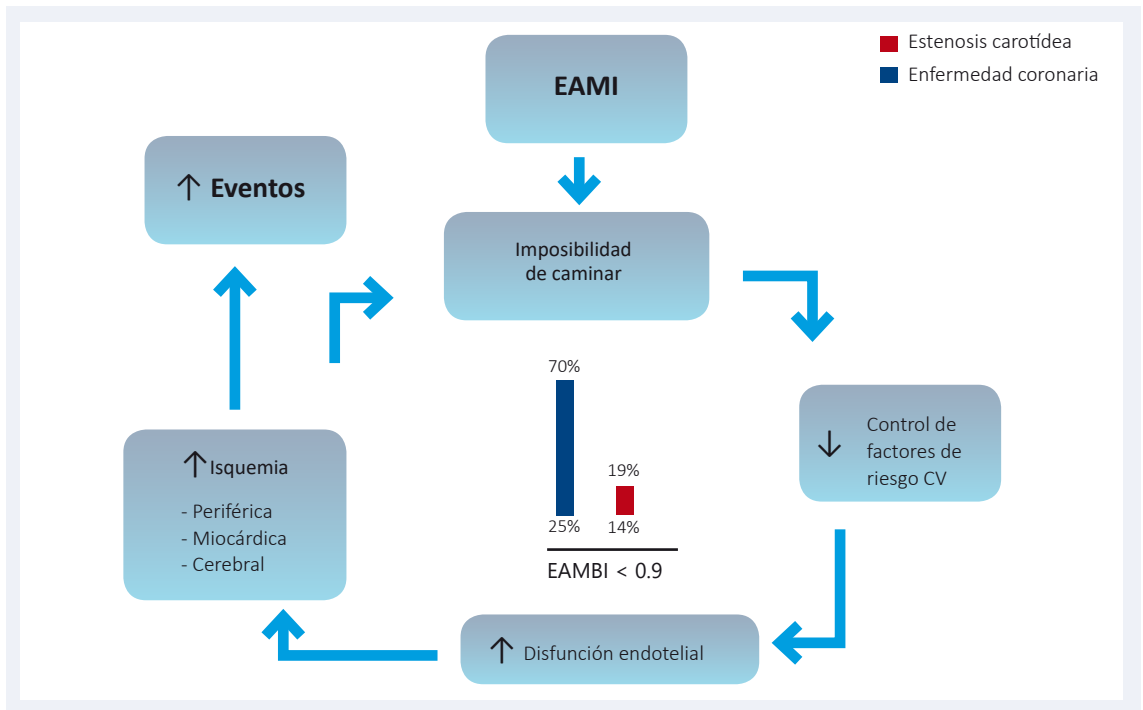 EAMI
Estenosis carotídea
Enfermedad coronaria
↑ Eventos
Imposibilidad
de caminar
70%
25%
19%
14%
EAMBI < 0.9
↓ Control de
factores de
riesgo CV
↑ Isquemia
- Periférica
- Miocárdica
- Cerebral
↑ Disfunción endotelial